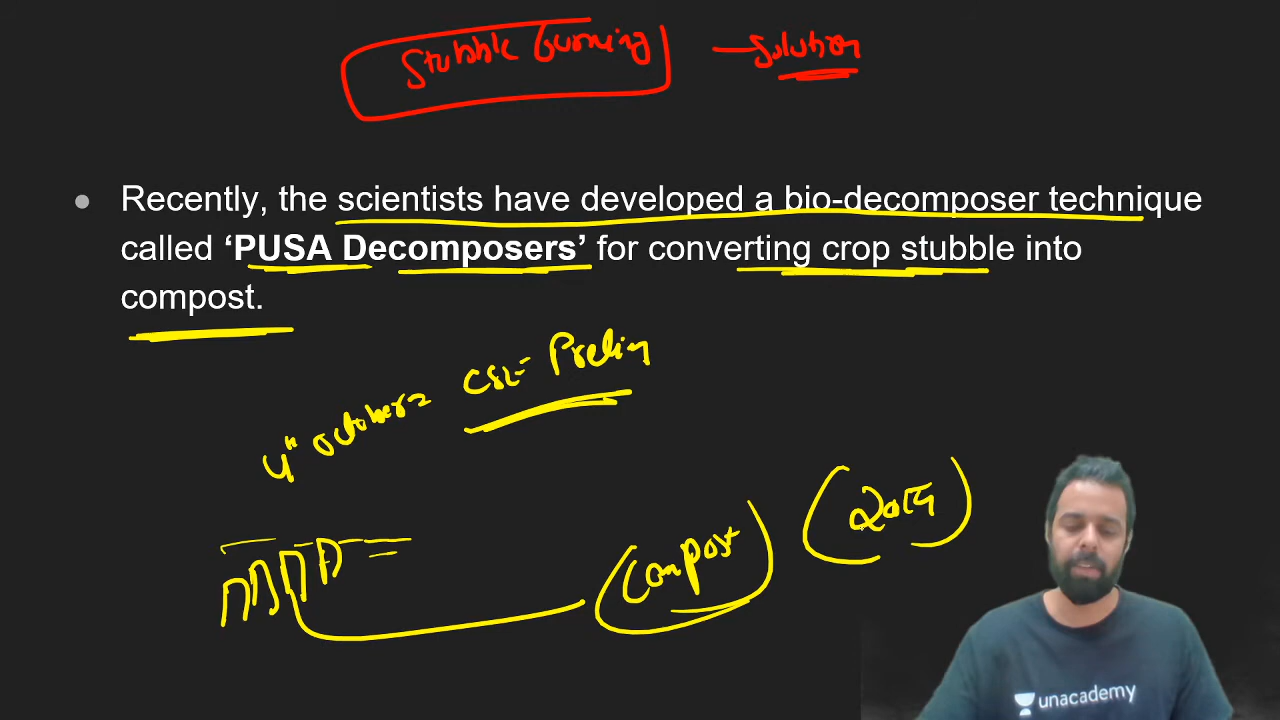 Stubble burning — Solution
● Recently, the scientists have developed a bio-decomposer technique
called ‘PUSA Decomposers’ for converting crop stubble into
compost.
4th October = CSE = Prelim
Compost
unacademy